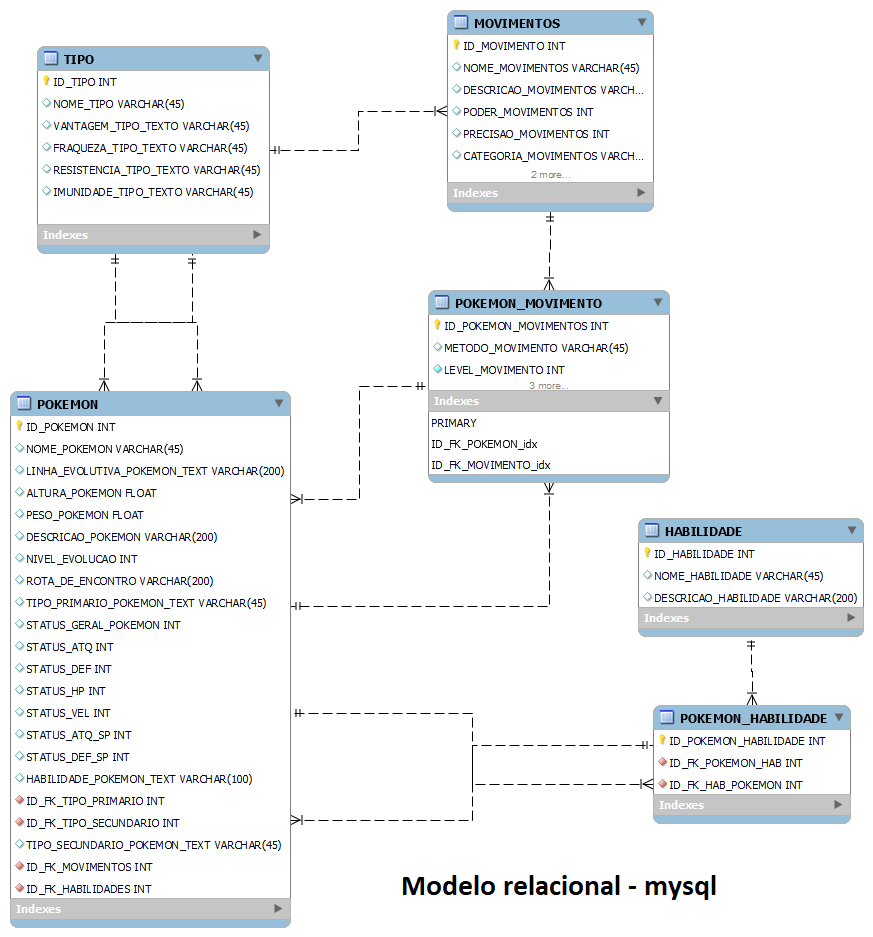 TIPO
ID_TIPO INT
NOME_TIPO VARCHAR(45)
VANTAGEM_TIPO_TEXTO VARCHAR(45)
FRAQUEZA_TIPO_TEXTO VARCHAR(45)
RESISTENCIA_TIPO_TEXTO VARCHAR(45)
IMUNIDADE_TIPO_TEXTO VARCHAR(45)
Indexes
MOVIMENTOS
ID_MOVIMENTO INT
NOME_MOVIMENTOS VARCHAR(45)
DESCRICAO_MOVIMENTOS VARCH...
PODER_MOVIMENTOS INT
PRECISAO_MOVIMENTOS INT
CATEGORIA_MOVIMENTOS VARCH...
2 more...
Indexes
POKEMON_MOVIMENTO
ID_POKEMON_MOVIMENTOS INT
METODO_MOVIMENTO VARCHAR(45)
LEVEL_MOVIMENTO INT
3 more...
Indexes
PRIMARY
ID_FK_POKEMON_idx
ID_FK_MOVIMENTO_idx
POKEMON
ID_POKEMON INT
NOME_POKEMON VARCHAR(45)
LINHA_EVOLUTIVA_POKEMON_TEXT VARCHAR(200)
ALTURA_POKEMON FLOAT
PESO_POKEMON FLOAT
DESCRICAO_POKEMON VARCHAR(200)
NIVEL_EVOLUCAO INT
ROTA_DE_ENCONTRO VARCHAR(200)
TIPO_PRIMARIO_POKEMON_TEXT VARCHAR(45)
STATUS_GERAL_POKEMON INT
STATUS_ATQ INT
STATUS_DEF INT
STATUS_HP INT
STATUS_VEL INT
STATUS_ATQ_SP INT
STATUS_DEF_SP INT
HABILIDADE_POKEMON_TEXT VARCHAR(100)
ID_FK_TIPO_PRIMARIO INT
ID_FK_TIPO_SECUNDARIO INT
TIPO_SECUNDARIO_POKEMON_TEXT VARCHAR(45)
ID_FK_MOVIMENTOS INT
ID_FK_HABILIDADES INT
Indexes
HABILIDADE
ID_HABILIDADE INT
NOME_HABILIDADE VARCHAR(45)
DESCRICAO_HABILIDADE VARCHAR(200)
Indexes
POKEMON_HABILIDADE
ID_POKEMON_HABILIDADE INT
ID_FK_POKEMON_HAB INT
ID_FK_HAB_POKEMON INT
Indexes
Modelo relacional - mysql